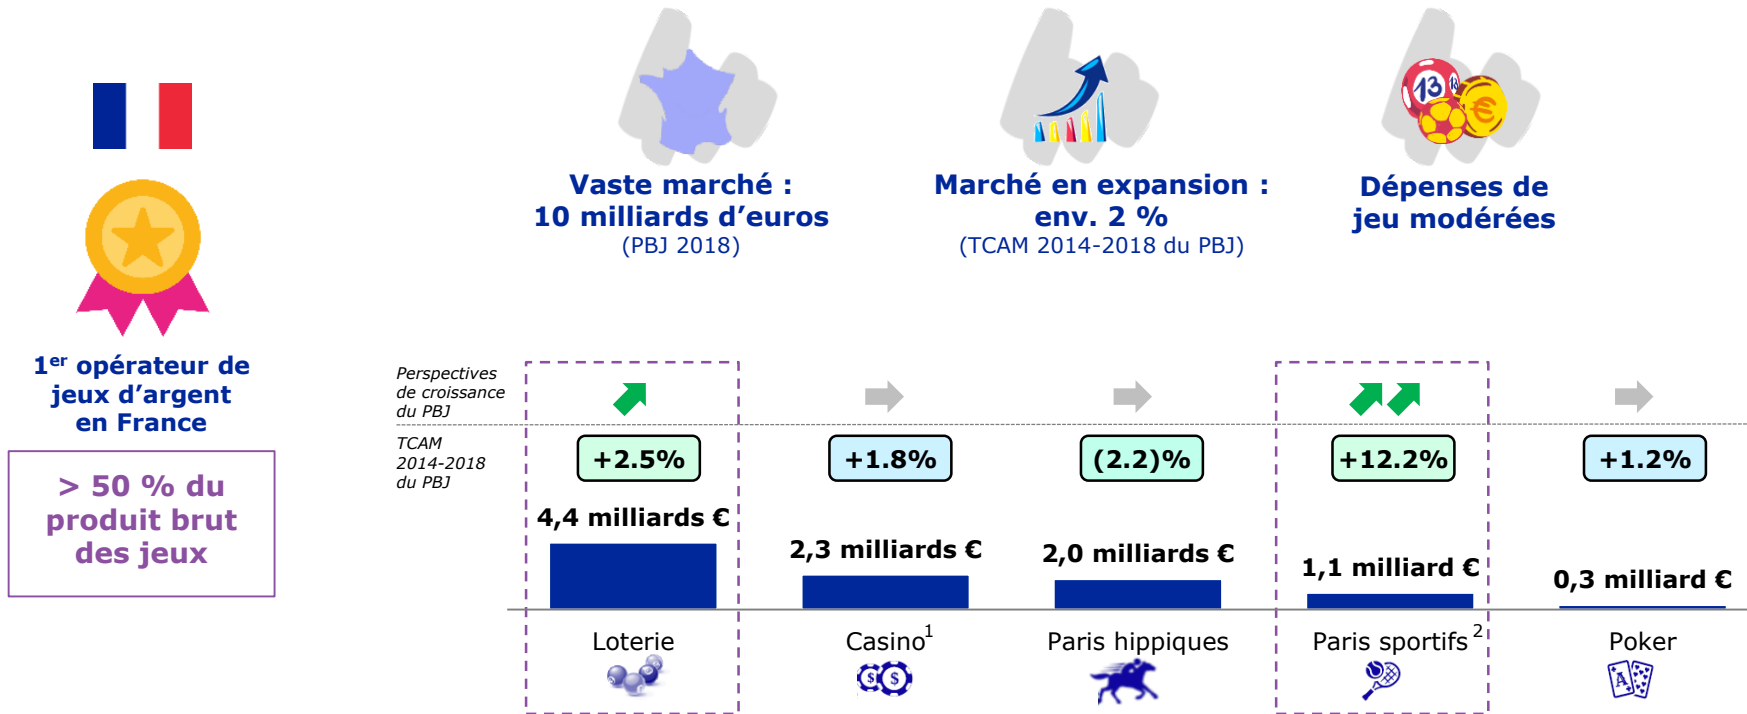 1er opérateur de
jeux d'argent
en France
> 50 % du
produit brut
des jeux
Vaste marché :
10 milliards d'euros
(PBJ 2018)
Marché en expansion :
env. 2 %
(TCAM 2014-2018 du PBJ)
13
€
Dépenses de
jeu modérées
Perspectives
de croissance
du PBJ
TCAM
2014-2018
du PBJ
+2.5%
+1.8%
(2.2)%
+12.2%
+1.2%
4,4 milliards €
2,3 milliards €
2,0 milliards €
1,1 milliard €
0,3 milliard €
Loterie
Casino1
Paris hippiques
Paris sportifs2
Poker
$ $
A